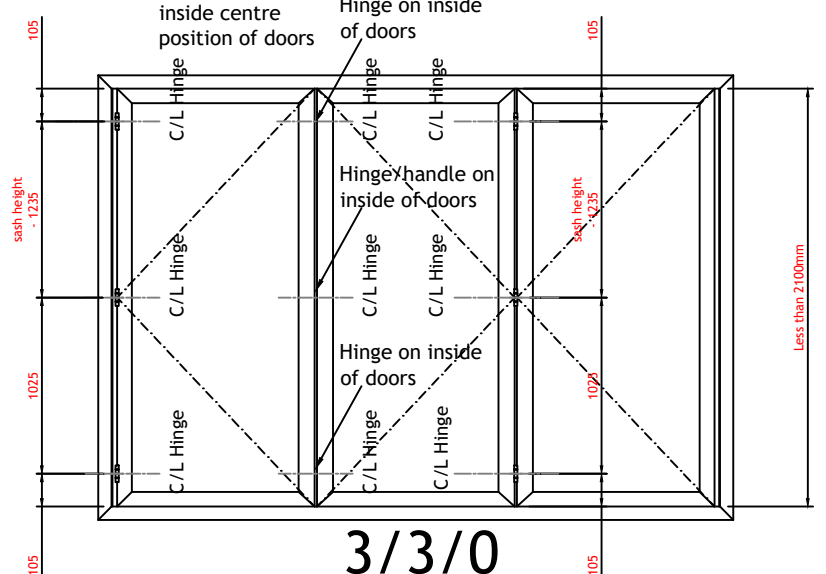 inside centre
position of doors
Hinge on inside
of doors
105
105
C/L Hinge
C/L Hinge
C/L Hinge
sash height
- 1235
Hinge/handle on
inside of doors
sash height
- 1235
C/L Hinge
C/L Hinge
C/L Hinge
Less than 2100mm
Hinge on inside
of doors
1025
1025
C/L Hinge
C/L Hinge
C/L Hinge
105
105
3/3/0